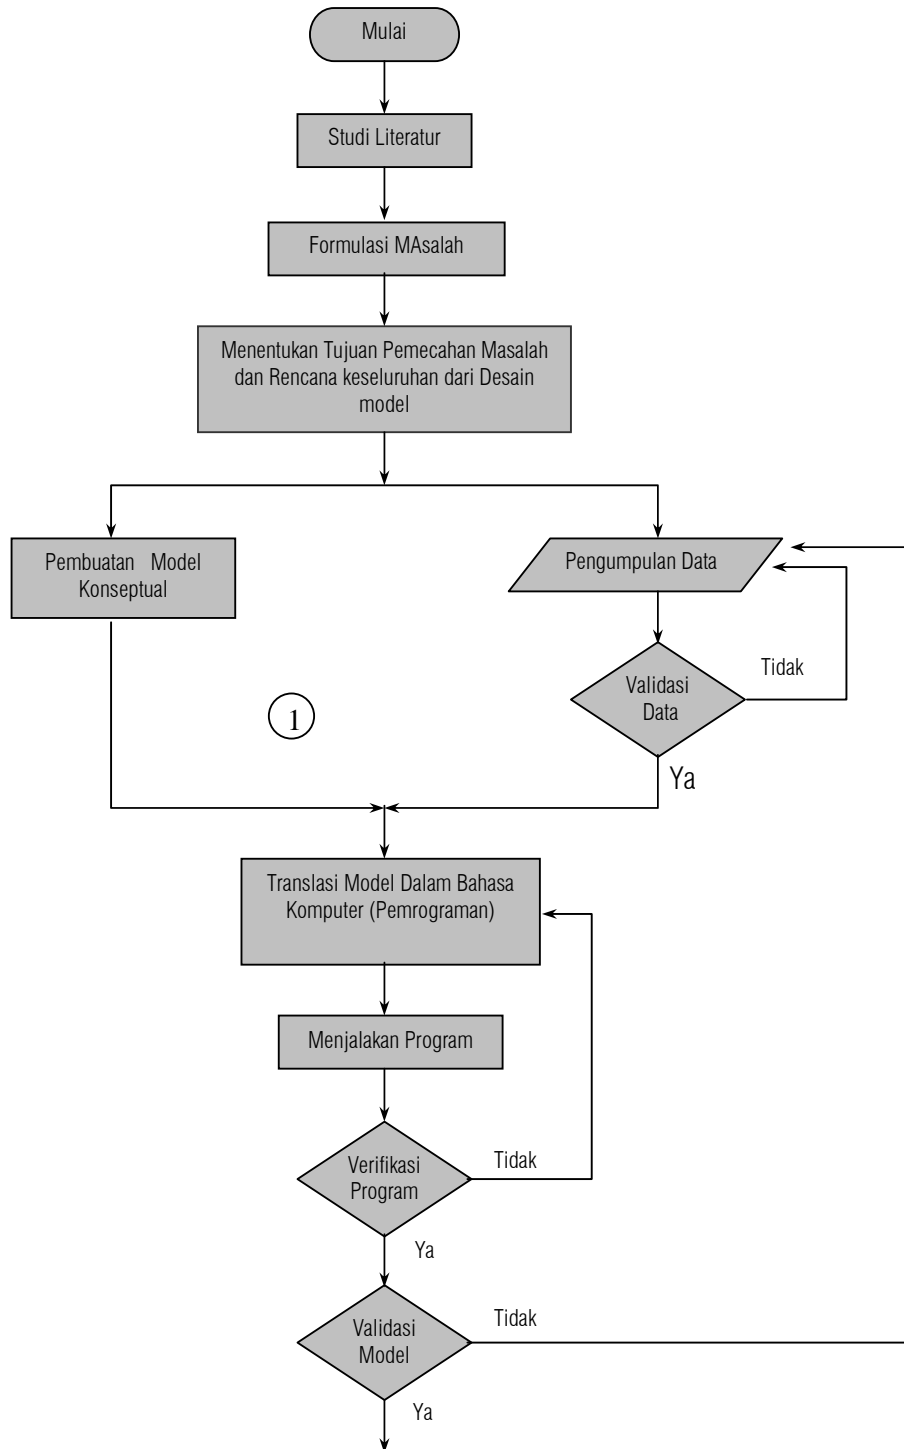 Mulai
Studi Literatur
Formulasi MAsalah
Menentukan Tujuan Pemecahan Masalah
dan Rencana keseluruhan dari Desain
model
Pembuatan Model
Konseptual
Pengumpulan Data
Tidak
Validasi
Data
1
Ya
Translasi Model Dalam Bahasa
Komputer (Pemrograman)
Menjalakan Program
Verifikasi
Program
Tidak
Ya
Validasi
Model
Tidak
Ya